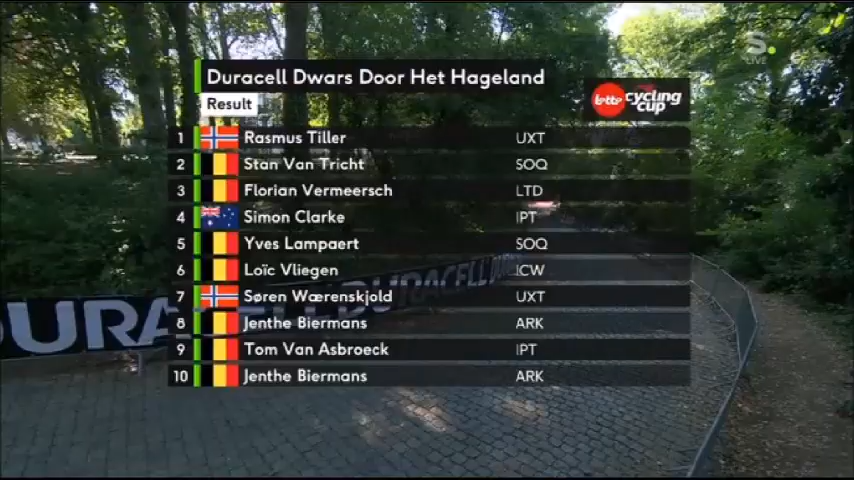 S.
LIVE
Duracell Dwars Door Het Hageland
Result
lotto cycling cup
1 Rasmus Tiller UXT
2 Stan Van Tricht SOQ
3 Florian Vermeersch LTD
4 Simon Clarke IPT
5 Yves Lampaert SOQ
6 Loïc Vliegen ICW
7 Søren Wærenskjold UXT
8 Jenthe Biermans ARK
9 Tom Van Asbroeck IPT
10 Jenthe Biermans ARK
DURACELL